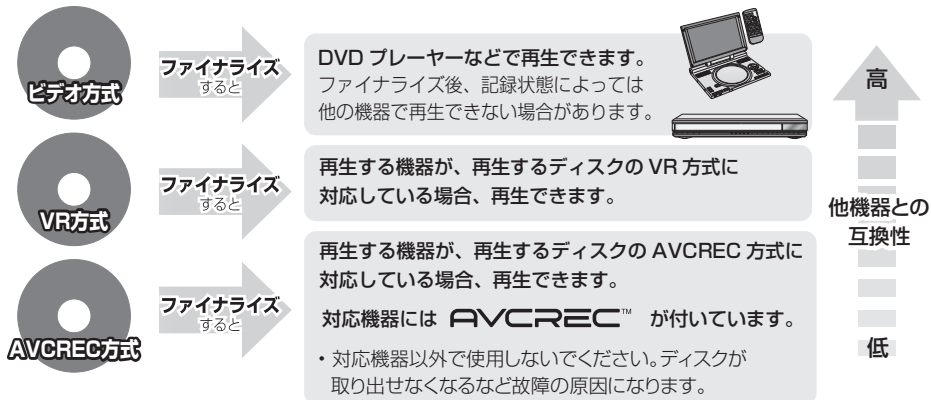 ビデオ方式
ファイナライズ
すると
DVD プレーヤーなどで再生できます。
ファイナライズ後、記録状態によっては
他の機器で再生できない場合があります。
VR方式
ファイナライズ
すると
再生する機器が、再生するディスクの VR 方式に
対応している場合、再生できます。
AVCREC方式
ファイナライズ
すると
再生する機器が、再生するディスクの AVCREC 方式に
対応している場合、再生できます。
対応機器には AVCREC™ が付いています。
・対応機器以外で使用しないでください。ディスクが
取り出せなくなるなど故障の原因になります。
高
他機器との
互換性
低